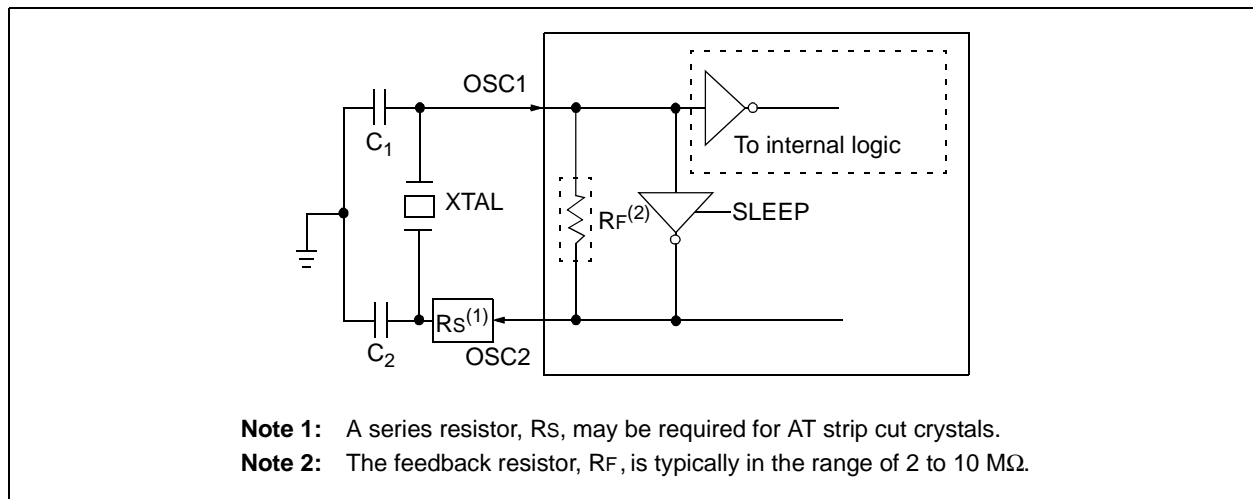 OSC1
C1
To internal logic
XTAL
RF(2)
SLEEP
RS(1)
C2
OSC2
Note 1: A series resistor, RS, may be required for AT strip cut crystals.
Note 2: The feedback resistor, RF, is typically in the range of 2 to 10 MΩ.